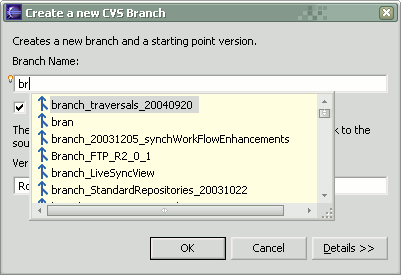 Create a new CVS Branch
Creates a new branch and a starting point version.
Branch Name:
br
branch_traversals_20040920
bran
branch_20031205_synchWorkFlowEnhancements
The
k to the
sou
Branch_FTP_R2_0_1
Ver
branch_LiveSyncView
Ro
branch_StandardRepositories_20031022
OK
Cancel
Details >>